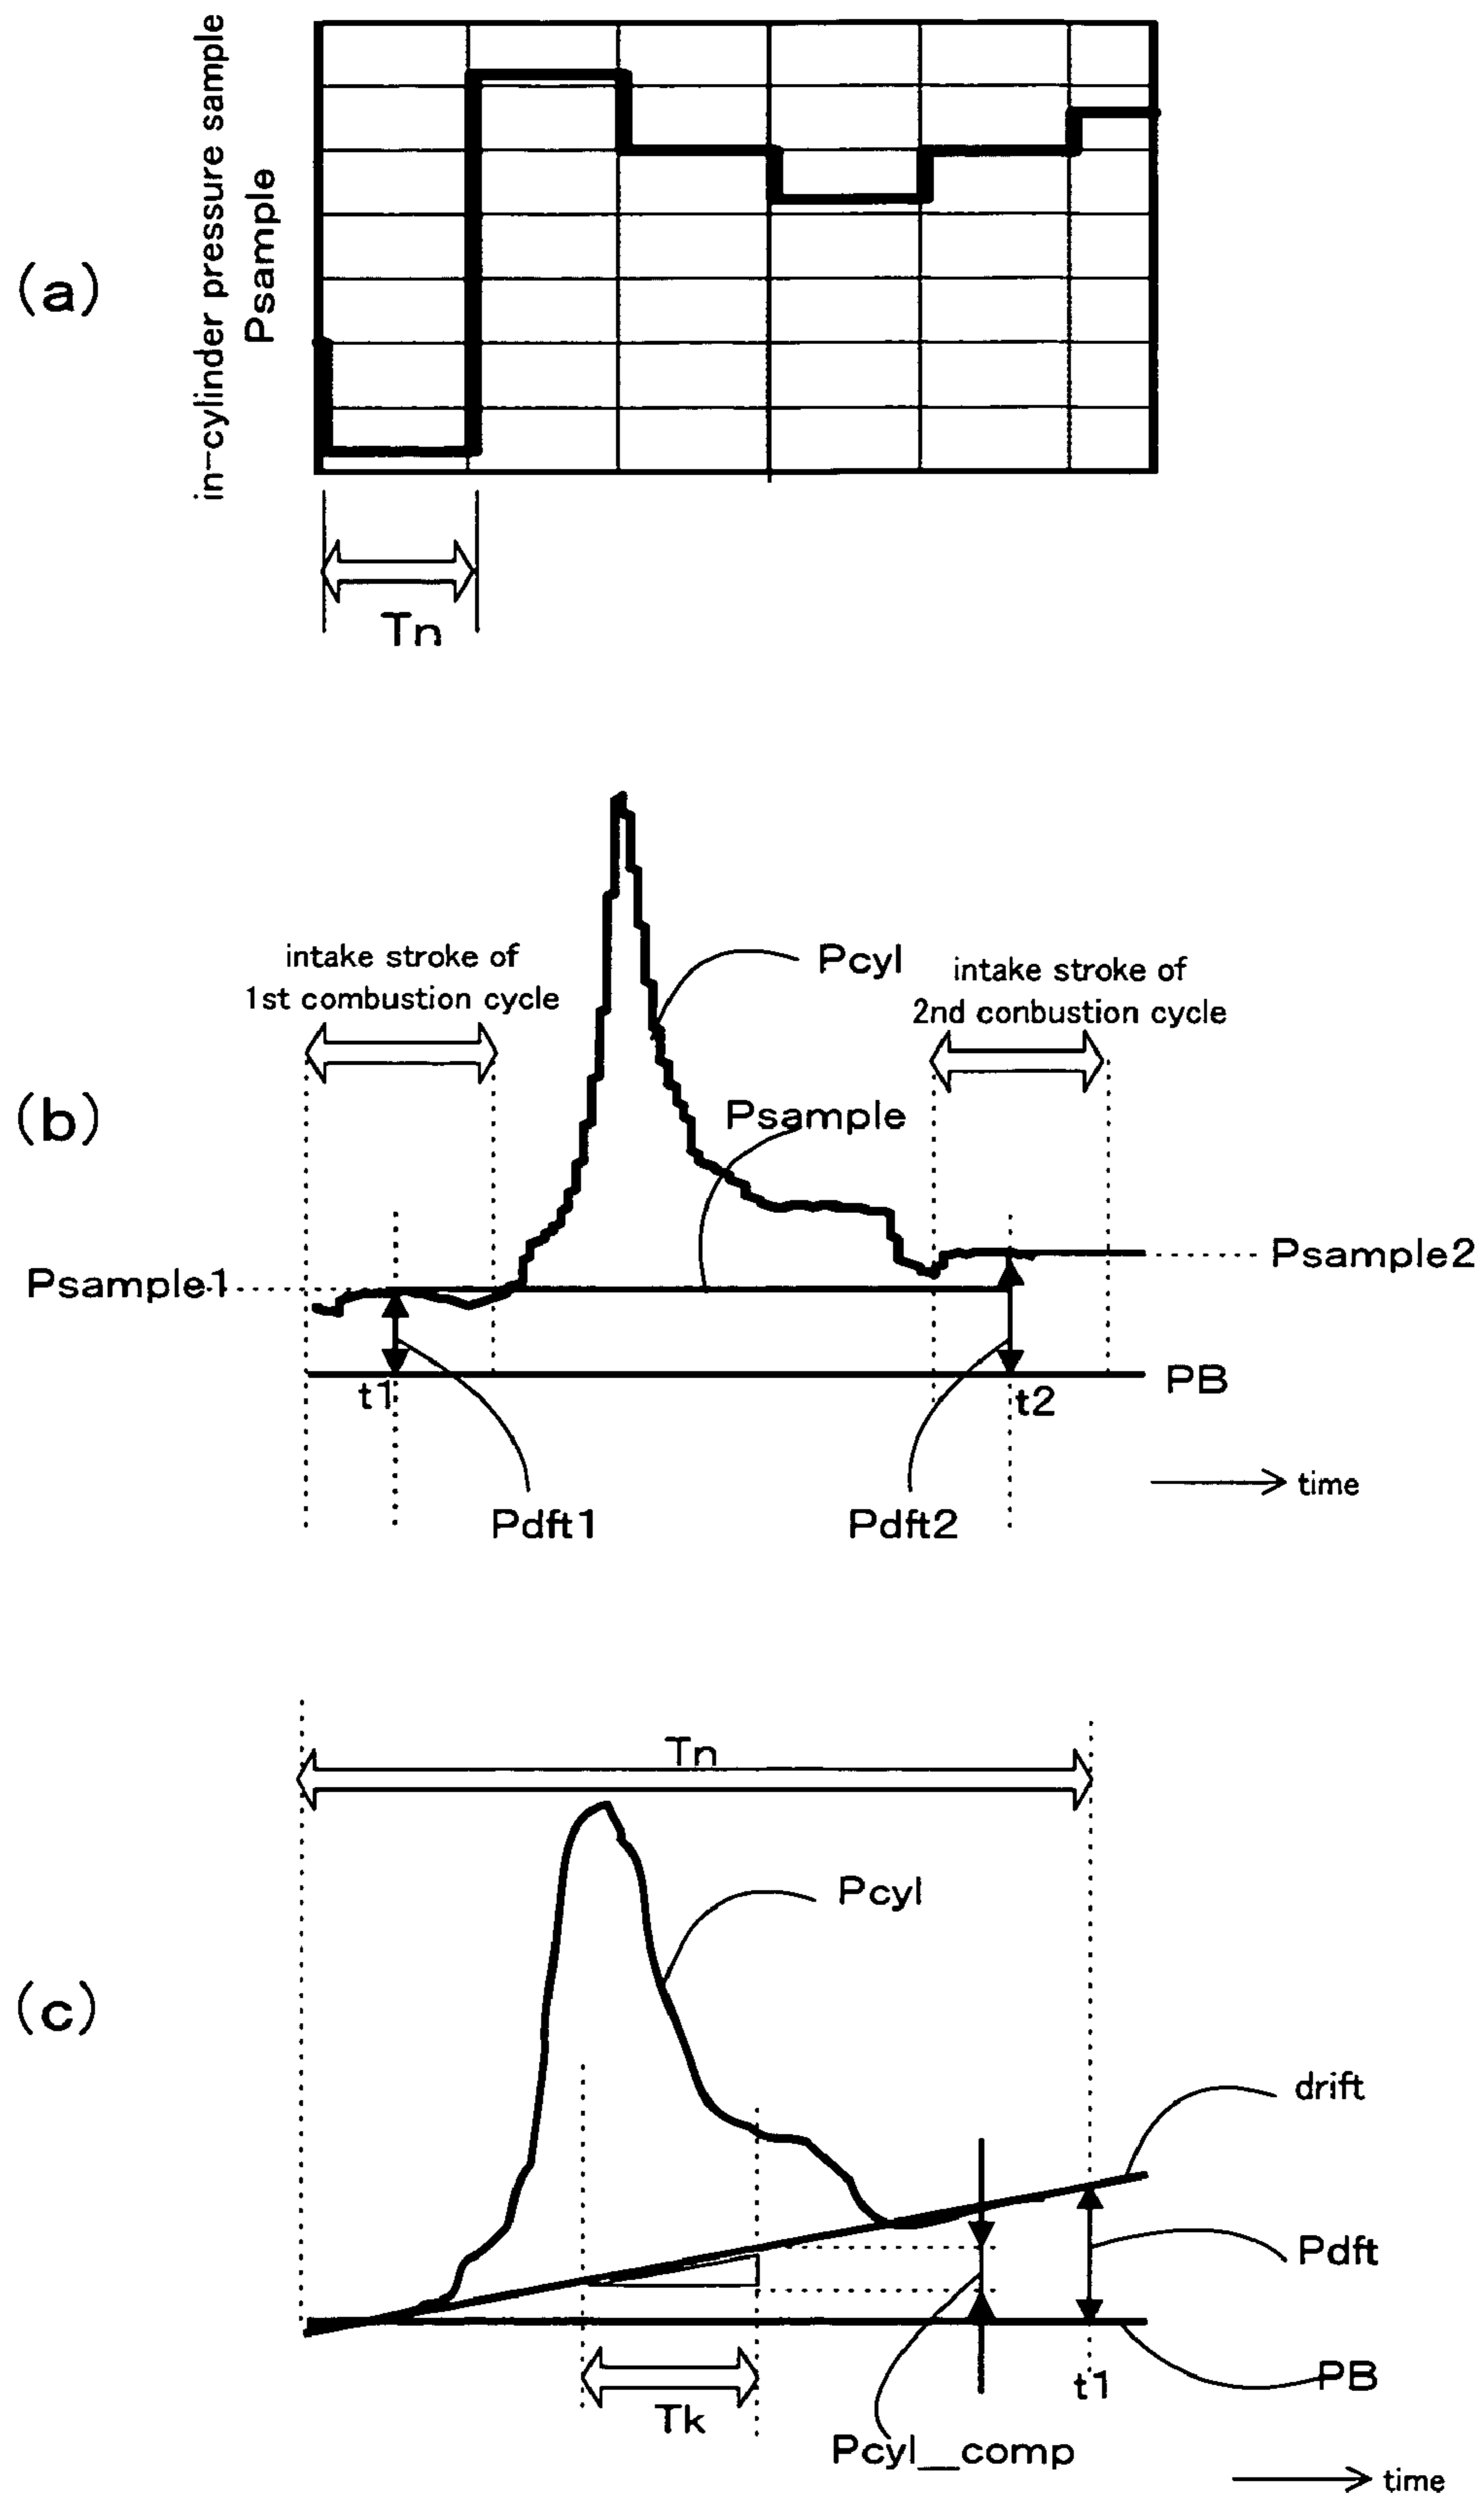 (a)
in-cylinder pressure sample
Psample
Tn
(b)
intake stroke of
1st combustion cycle
Pcyl
intake stroke of
2nd conbustion cycle
Psample
Psample1
Psample2
PB
t1
t2
time
Pdft1
Pdft2
(c)
Tn
Pcyl
drift
Pdft
PB
t1
Tk
Pcyl_comp
time